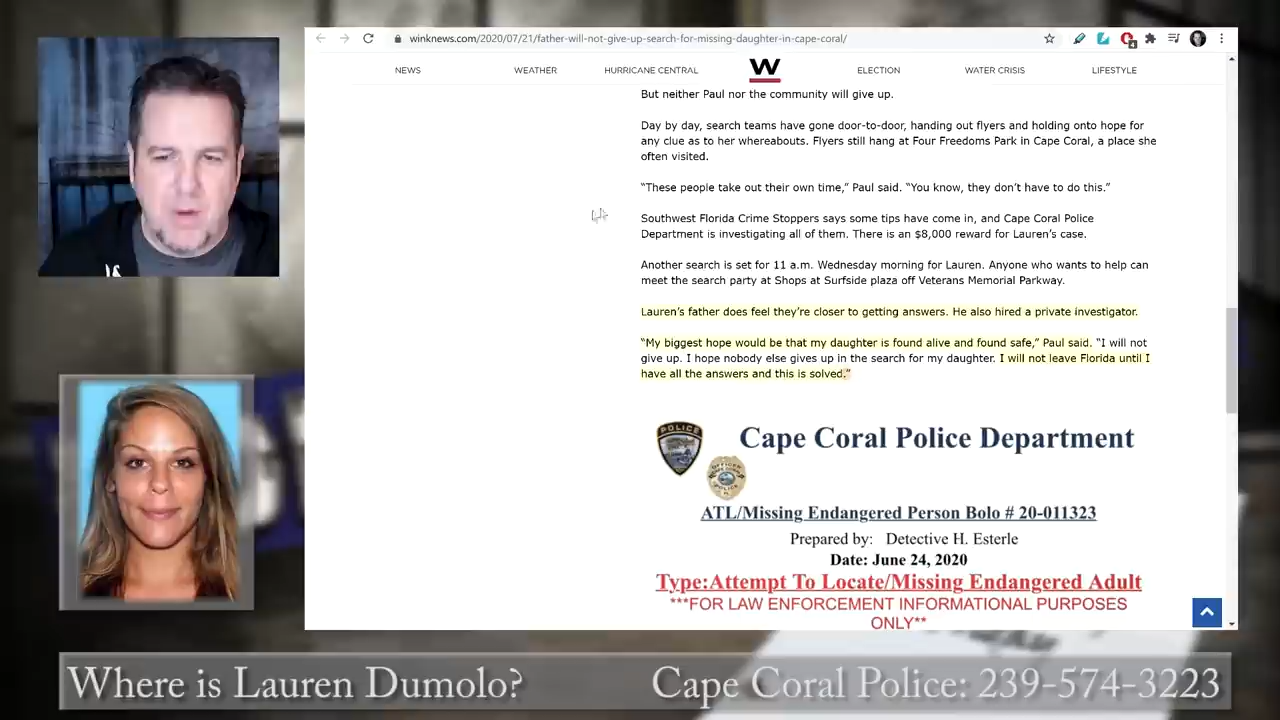 winknews.com/2020/07/21/father-will-not-give-up-search-for-missing-daughter-in-cape-coral/
NEWS WEATHER HURRICANE CENTRAL W ELECTION WATER CRISIS LIFESTYLE
But neither Paul nor the community will give up.
Day by day, search teams have gone door-to-door, handing out flyers and holding onto hope for
any clue as to her whereabouts. Flyers still hang at Four Freedoms Park in Cape Coral, a place she
often visited.
“These people take out their own time,” Paul said. “You know, they don’t have to do this.”
Southwest Florida Crime Stoppers says some tips have come in, and Cape Coral Police
Department is investigating all of them. There is an $8,000 reward for Lauren’s case.
Another search is set for 11 a.m. Wednesday morning for Lauren. Anyone who wants to help can
meet the search party at Shops at Surfside plaza off Veterans Memorial Parkway.
Lauren’s father does feel they’re closer to getting answers. He also hired a private investigator.
“My biggest hope would be that my daughter is found alive and found safe,” Paul said. “I will not
give up. I hope nobody else gives up in the search for my daughter. I will not leave Florida until I
have all the answers and this is solved.”
POLICE
Cape Coral Police Department
ATL/Missing Endangered Person Bolo # 20-011323
Prepared by: Detective H. Esterle
Date: June 24, 2020
Type:Attempt To Locate/Missing Endangered Adult
***FOR LAW ENFORCEMENT INFORMATIONAL PURPOSES
ONLY**
Where is Lauren Dumolo? Cape Coral Police: 239-574-3223